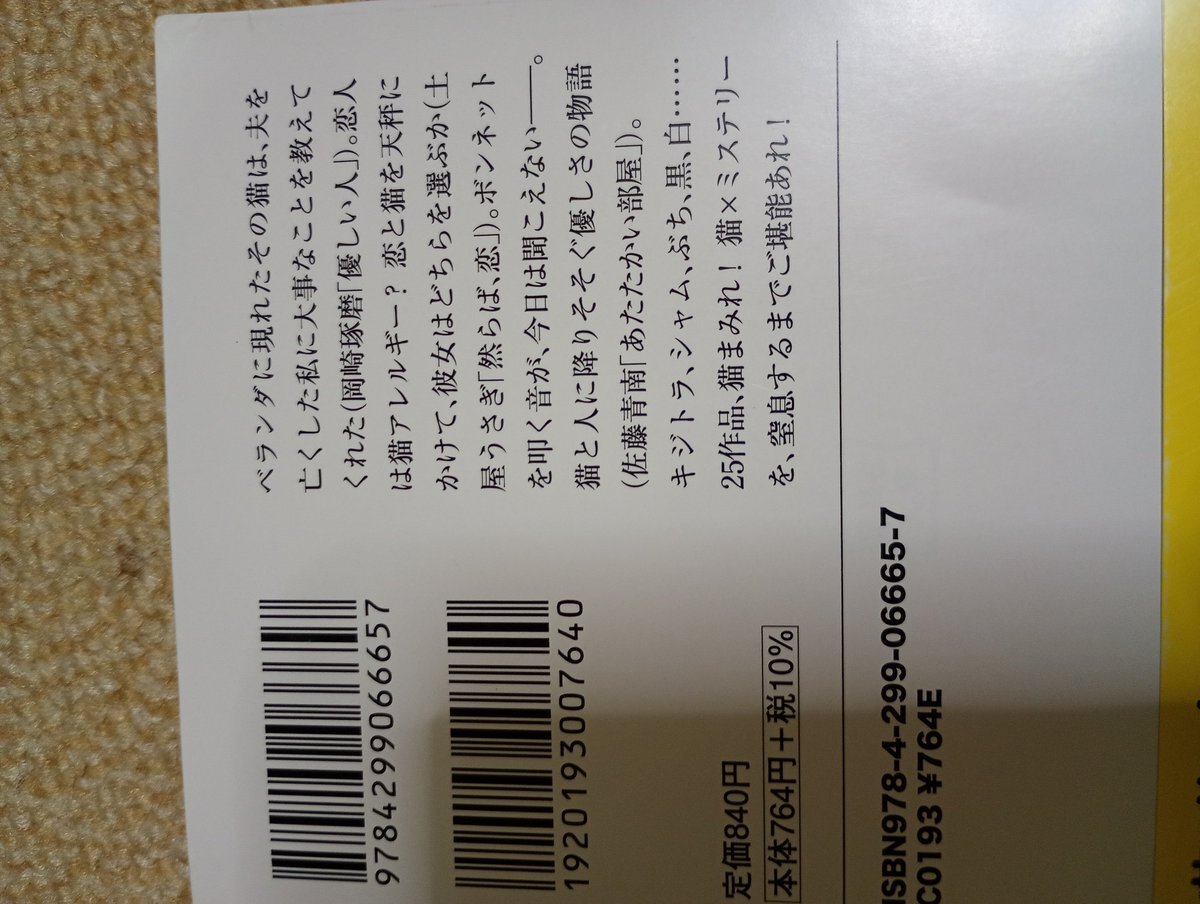 ベランダに現れたその猫は、夫を
亡くした私に大事なことを教えて
くれた(岡崎琢磨「優しい人」)。恋人
は猫アレルギー? 恋と猫を天秤に
かけて、彼女はどちらを選ぶか(土
屋うさぎ「然らば、恋」)。ボンネット
を叩く音が、今日は聞こえない――。
猫と人に降りそそぐ優しさの物語
(佐藤青南「あたたかい部屋」)。
キジトラ、シャム、ぶち、黒、白……
25作品、猫まみれ! 猫×ミステリー
を、窒息するまでご堪能あれ!
9784299066657
1920193007640
定価840円
本体764円+税10%
ISBN978-4-299-06665-7
C0193 ¥764E